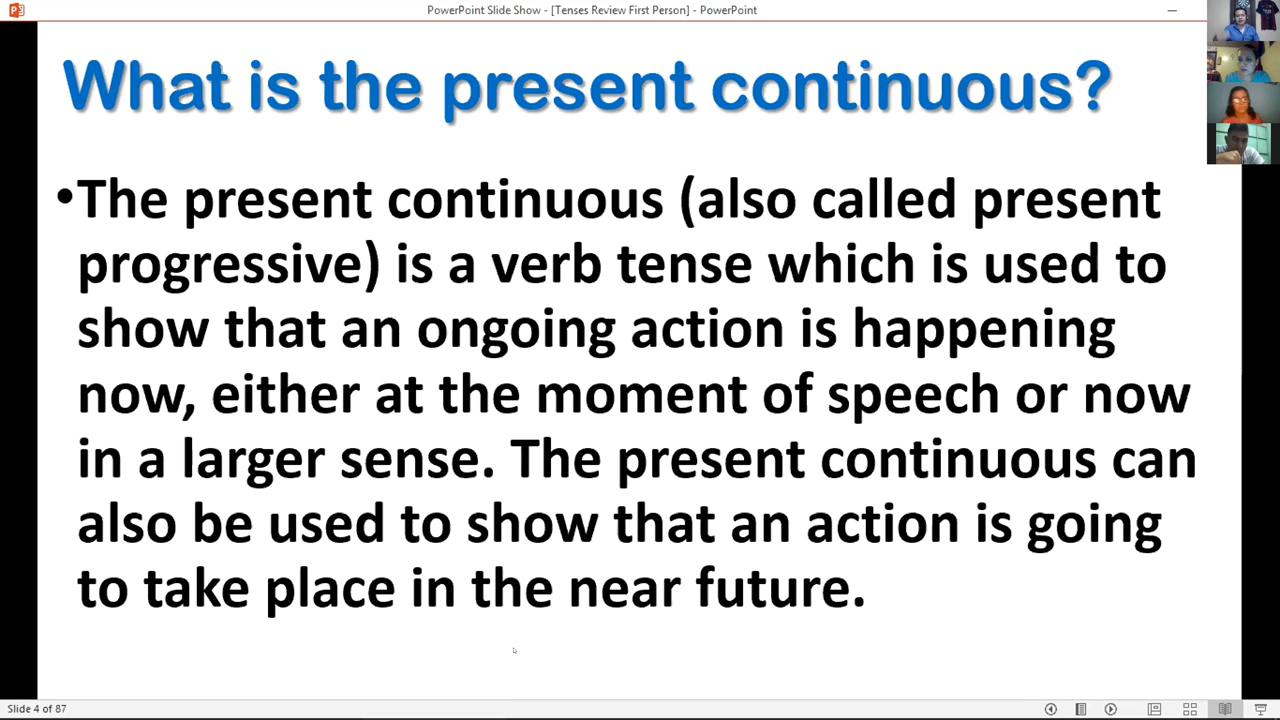 PowerPoint Slide Show - [Tenses Review First Person] - PowerPoint
What is the present continuous?
•The present continuous (also called present
progressive) is a verb tense which is used to
show that an ongoing action is happening
now, either at the moment of speech or now
in a larger sense. The present continuous can
also be used to show that an action is going
to take place in the near future.
Slide 4 of 87